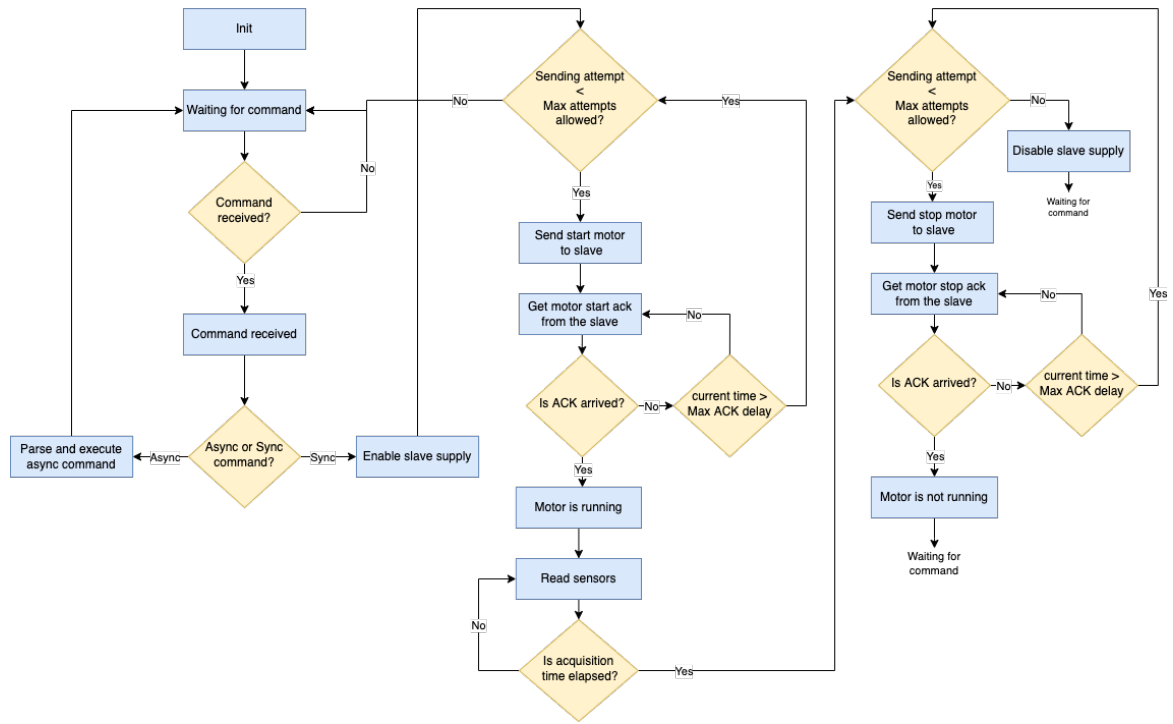 Init
Waiting for command
No
Command
received?
Yes
Command received
Async or Sync
command?
Async
Parse and execute
async command
Sync
Enable slave supply
Sending attempt
<
Max attempts
allowed?
No
Yes
Yes
Send start motor
to slave
Get motor start ack
from the slave
No
Is ACK arrived?
No
current time >
Max ACK delay
Yes
Motor is running
Read sensors
No
Is acquisition
time elapsed?
Yes
Sending attempt
<
Max attempts
allowed?
No
Disable slave supply
Waiting for
command
Yes
Send stop motor
to slave
Get motor stop ack
from the slave
No
Yes
Is ACK arrived?
No
current time >
Max ACK delay
Yes
Motor is not running
Waiting for
command